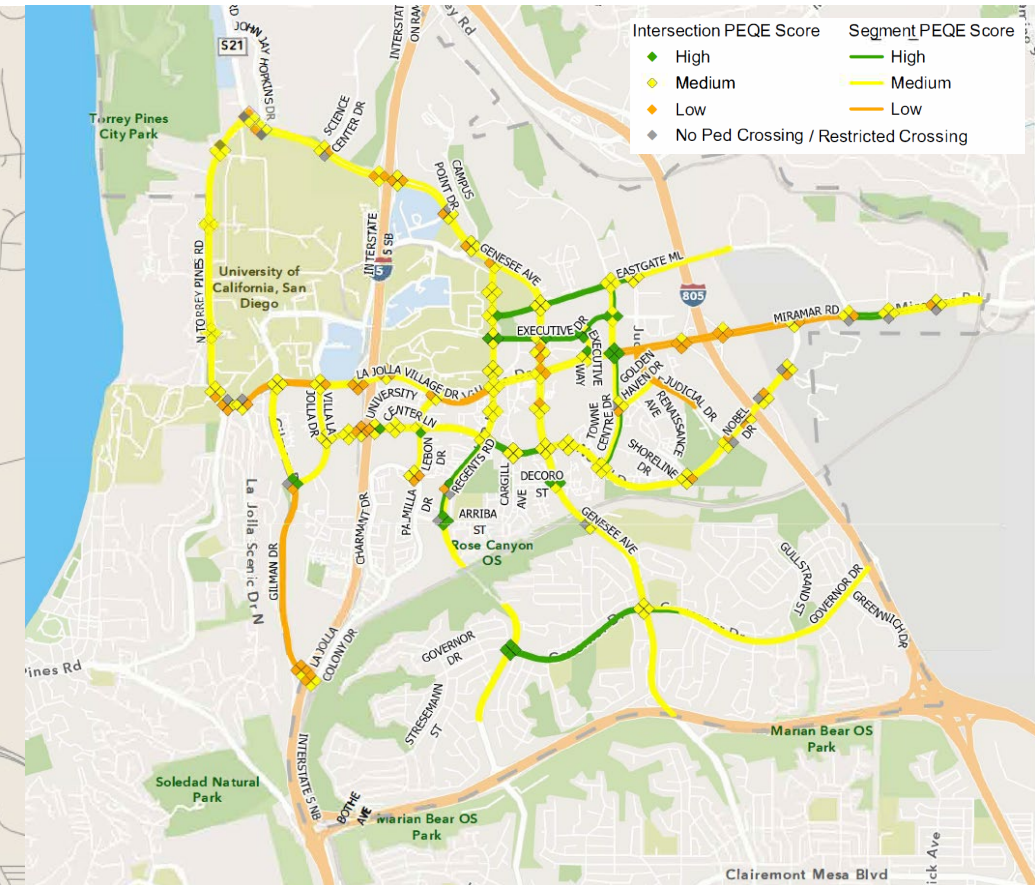 Intersection PEQE Score
High
Medium
Low
No Ped Crossing / Restricted Crossing
Segment PEQE Score
High
Medium
Low
JOHN JAY HOPKINS DR
S21
INTERSTAT
ON RAM
ey Rd
Torrey Pines
City Park
SCIENCE
CENTER DR
CAMPUS
POINT DR
INTERSTATE
5 SB
5
GENESEE AVE
EASTGATE ML
805
N TORREY PINES RD
University of
California, San
Diego
MIRAMAR RD
EXECUTIVE DR
EXECUTIVE
WAY
GOLDEN
HAVEN DR
JUDICIAL DR
LA JOLLA VILLAGE DR
UNIVERSITY
CENTER LN
VILLA LA
JOLLA DR
LEBON
DR
REGENTS RD
TOWNE
CENTRE DR
RENAISSANCE
AVE
NOBEL
DR
SHORELINE
DR
CARGILL
AVE
DECORO
ST
PALMILLA
DR
CHARMANT DR
ARRIBA
ST
GENESEE AVE
Rose Canyon
OS
La Jolla Scenic Dr N
GILMAN DR
GULLSTRAND ST
GOVERNOR DR
GREENWICH DR
LA JOLLA
COLONY DR
GOVERNOR
DR
Pines Rd
STRESEMANN
ST
Marian Bear OS
Park
INTERSTATE 5 NB
Soledad Natural
Park
BOTHE
AVE
Marian Bear OS
Park
Clairemont Mesa Blvd
ick Ave